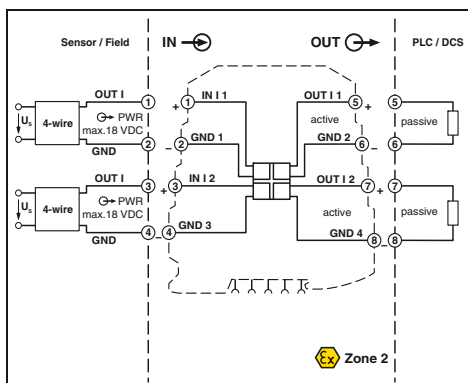 Sensor / Field IN OUT PLC / DCS
OUT I 1 1 IN I 1 OUT I 1 5 5
+ +
Us 4-wire PWR active passive
max.18 VDC
GND 1 GND 2
2 – 2 6 – 6
GND
OUT I 3 3 IN I 2 OUT I 2 7 7
+ +
Us 4-wire PWR active passive
max.18 VDC
GND 3 GND 4
4 – 4 8 – 8
GND
Ex Zone 2